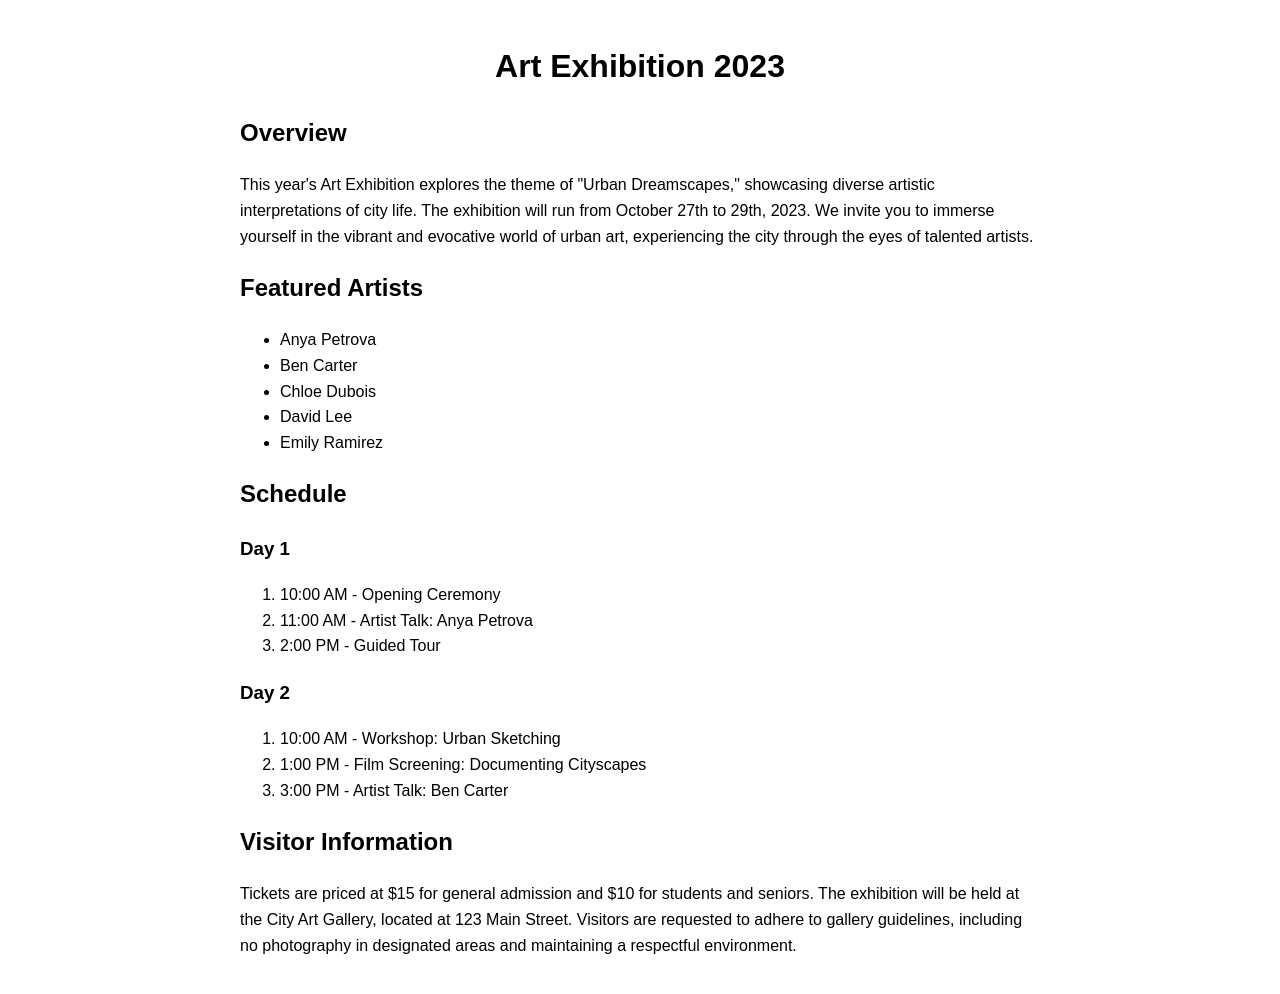 Art Exhibition 2023
Overview
This year's Art Exhibition explores the theme of "Urban Dreamscapes," showcasing diverse artistic
interpretations of city life. The exhibition will run from October 27th to 29th, 2023. We invite you to immerse
yourself in the vibrant and evocative world of urban art, experiencing the city through the eyes of talented artists.
Featured Artists
• Anya Petrova
• Ben Carter
• Chloe Dubois
• David Lee
• Emily Ramirez
Schedule
Day 1
1. 10:00 AM - Opening Ceremony
2. 11:00 AM - Artist Talk: Anya Petrova
3. 2:00 PM - Guided Tour
Day 2
1. 10:00 AM - Workshop: Urban Sketching
2. 1:00 PM - Film Screening: Documenting Cityscapes
3. 3:00 PM - Artist Talk: Ben Carter
Visitor Information
Tickets are priced at $15 for general admission and $10 for students and seniors. The exhibition will be held at
the City Art Gallery, located at 123 Main Street. Visitors are requested to adhere to gallery guidelines, including
no photography in designated areas and maintaining a respectful environment.